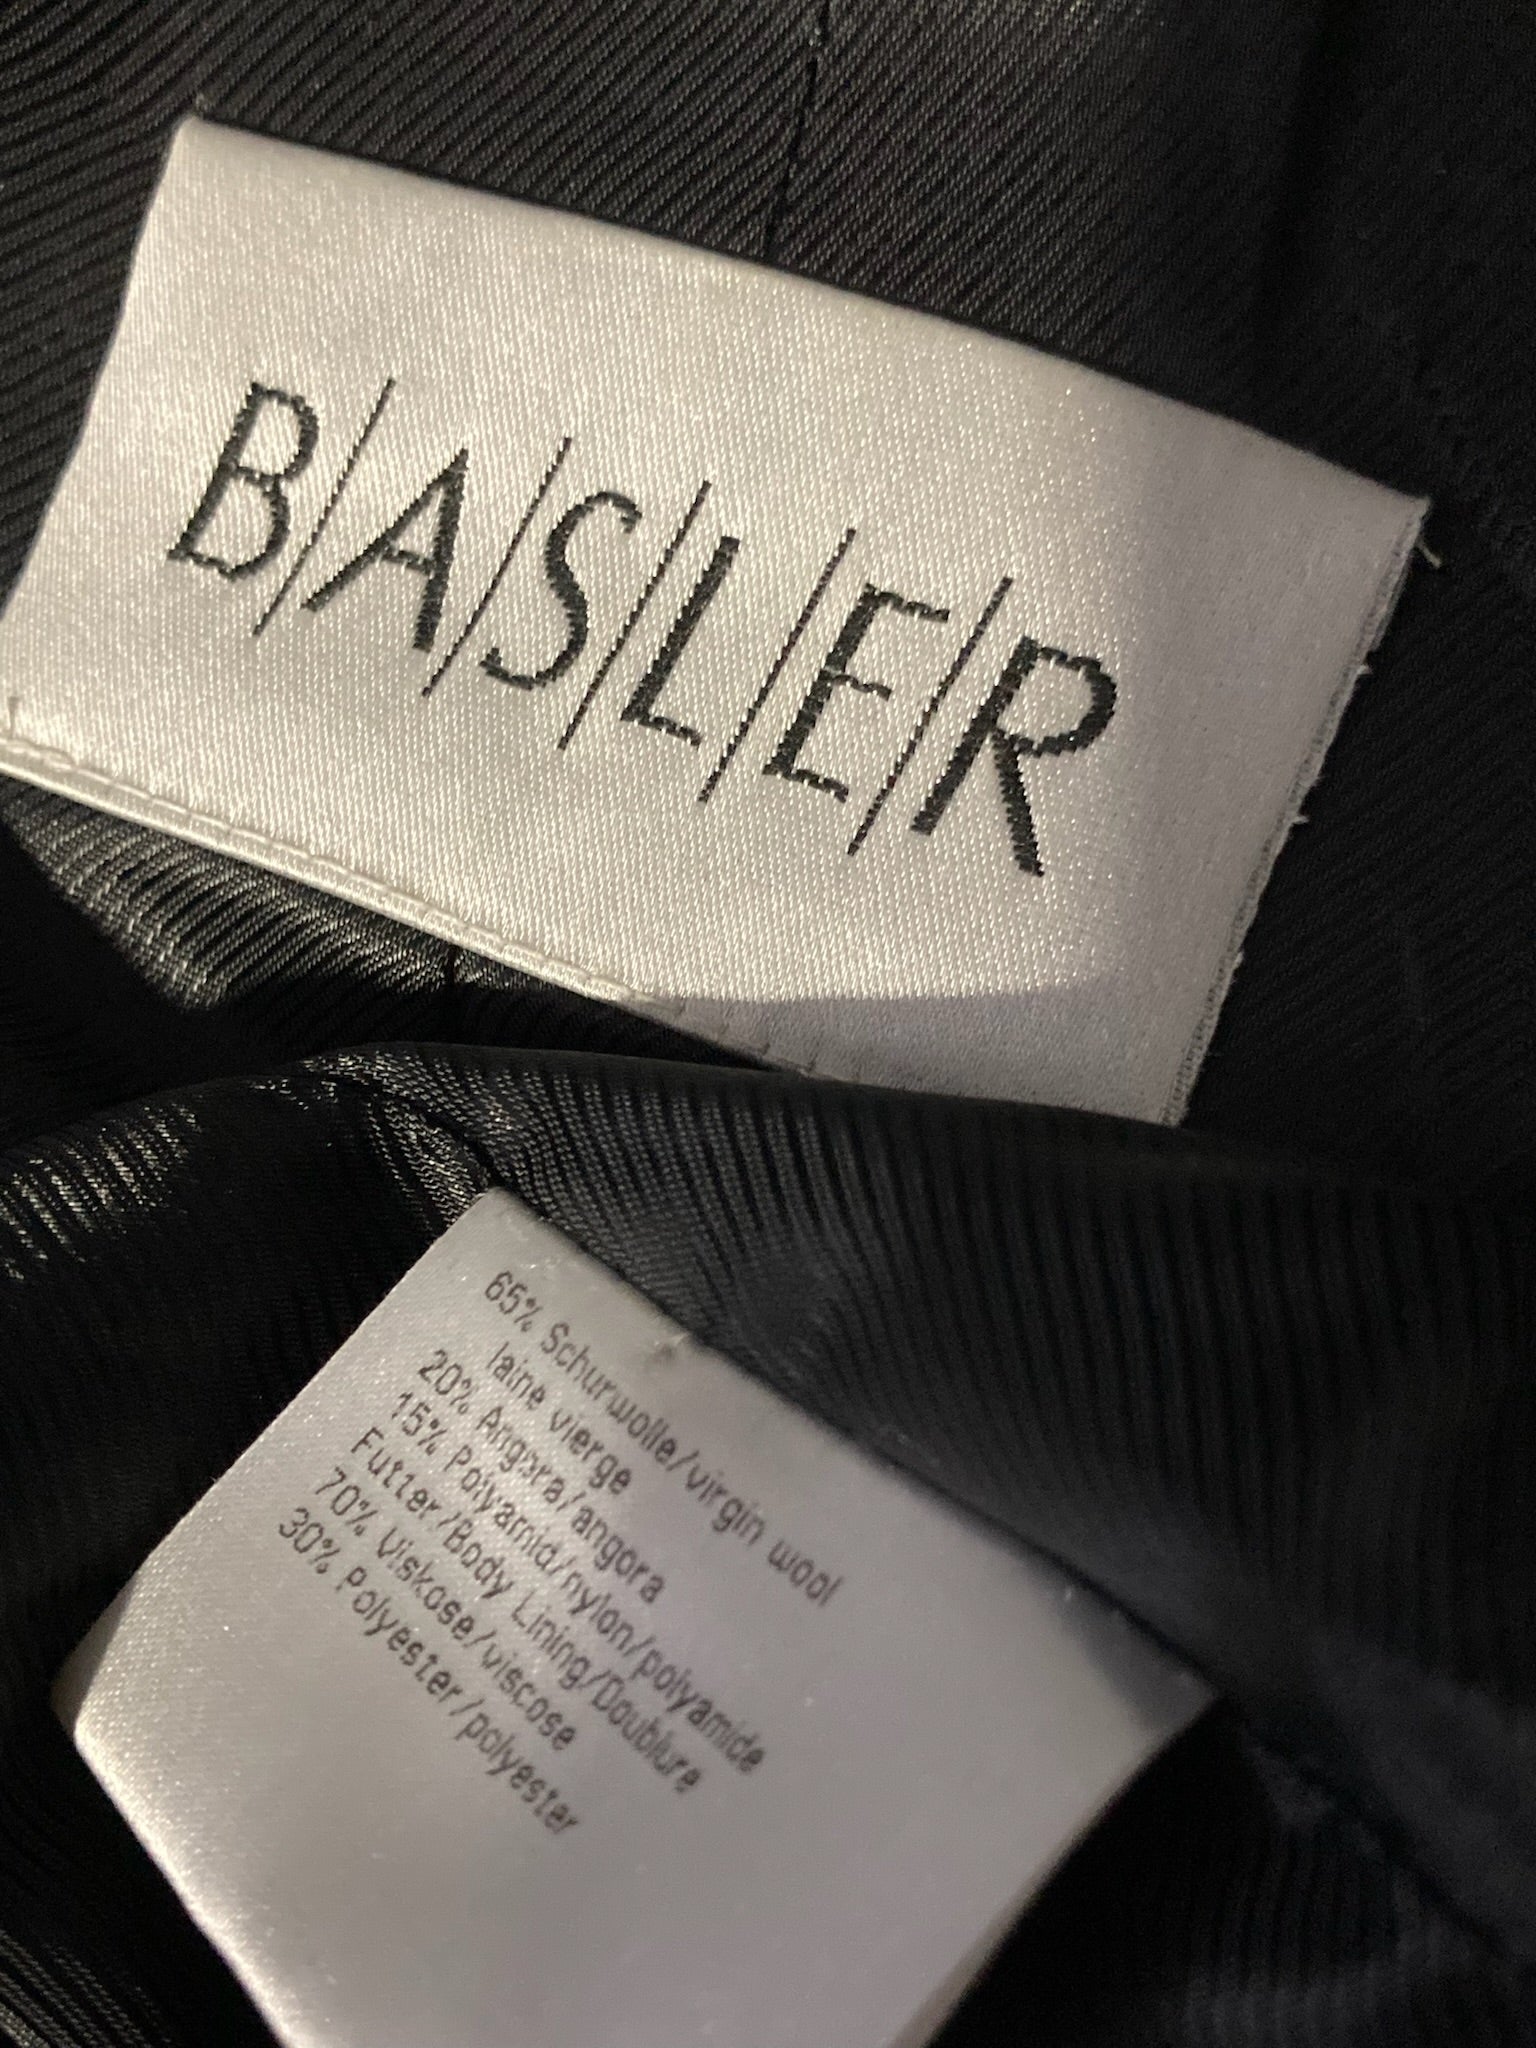 B/A/S/L/E/R
65% Schurwolle/virgin wool
laine vierge
20% Angora/angora
15% Polyamid/nylon/polyamide
Futter/Body Lining/Doublure
70% Viskose/viscose
30% Polyester/polyester